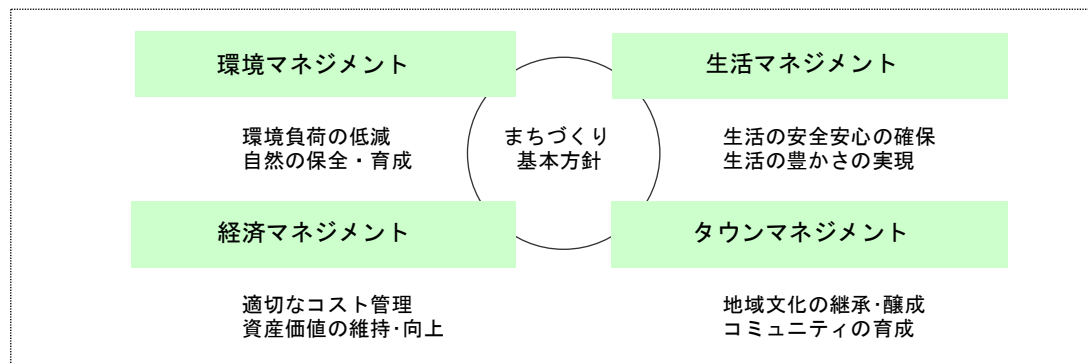 環境マネジメント
生活マネジメント
環境負荷の低減
自然の保全・育成
まちづくり
基本方針
生活の安全安心の確保
生活の豊かさの実現
経済マネジメント
タウンマネジメント
適切なコスト管理
資産価値の維持･向上
地域文化の継承･醸成
コミュニティの育成